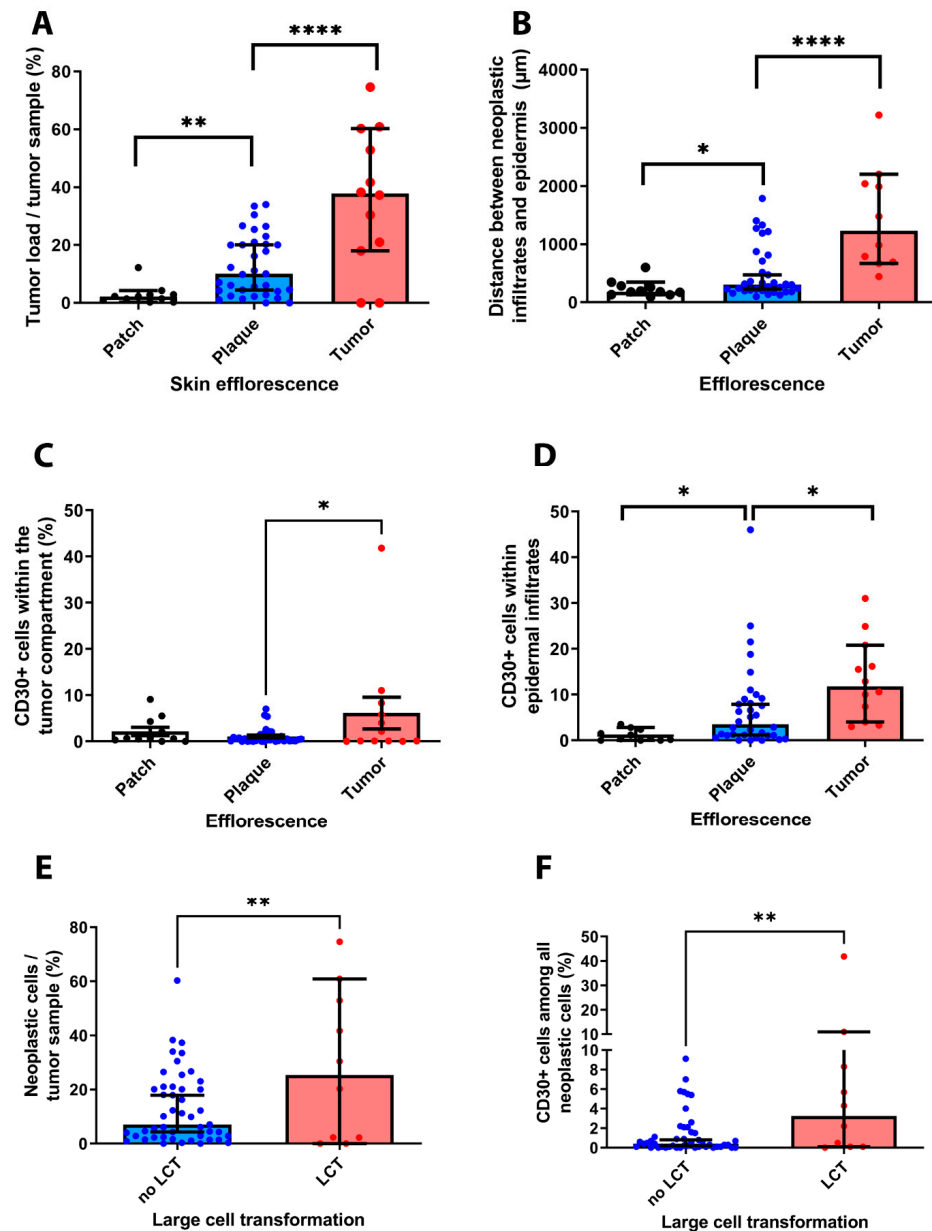 A
B
Tumor load / tumor sample (%)
80
60
40
20
0
**
****
Patch
Plaque
Tumor
Skin efflorescence
Distance between neoplastic
infiltrates and epidermis (µm)
4000
3000
2000
1000
0
*
****
Patch
Plaque
Tumor
Efflorescence
C
D
CD30+ cells within the
tumor compartment (%)
50
40
30
20
10
0
*
Patch
Plaque
Tumor
Efflorescence
CD30+ cells within
epidermal infiltrates
50
40
30
20
10
0
*
*
Patch
Plaque
Tumor
Efflorescence
E
F
Neoplastic cells /
tumor sample (%)
80
60
40
20
0
**
no LCT
LCT
Large cell transformation
CD30+ cells among all
neoplastic cells (%)
50
40
30
20
10
10
8
6
4
2
0
**
no LCT
LCT
Large cell transformation